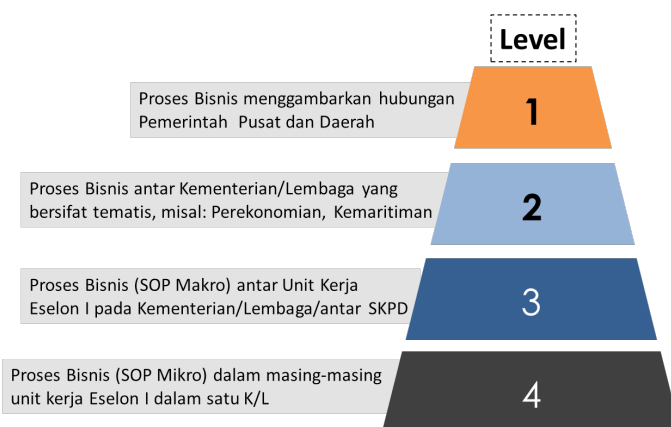 Level
Proses Bisnis menggambarkan hubungan
Pemerintah Pusat dan Daerah
1
Proses Bisnis antar Kementerian/Lembaga yang
bersifat tematis, misal: Perekonomian, Kemaritiman
2
Proses Bisnis (SOP Makro) antar Unit Kerja
Eselon I pada Kementerian/Lembaga/antar SKPD
3
Proses Bisnis (SOP Mikro) dalam masing-masing
unit kerja Eselon I dalam satu K/L
4